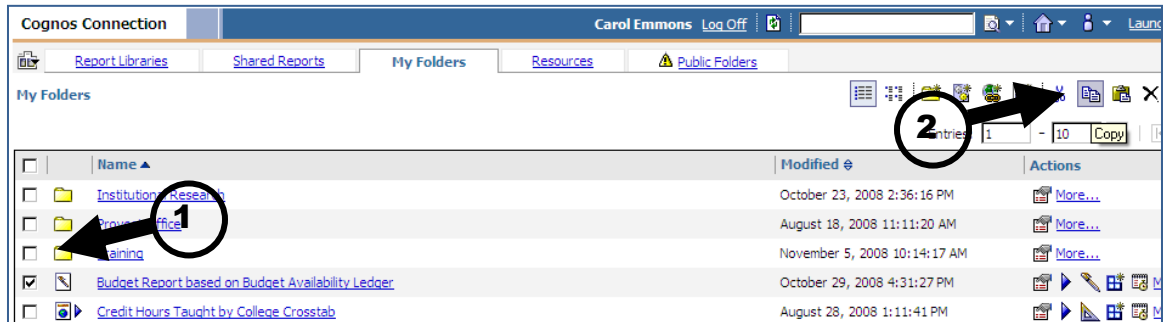 Cognos Connection Carol Emmons Log Off
Report Libraries Shared Reports My Folders Resources Public Folders
My Folders
2
Entries: 1 - 10 Copy
Name Modified Actions
Institutional Research October 23, 2008 2:36:16 PM More...
1
August 18, 2008 11:11:20 AM More...
Training November 5, 2008 10:14:17 AM More...
Budget Report based on Budget Availability Ledger October 29, 2008 4:31:27 PM
Credit Hours Taught by College Crosstab August 28, 2008 1:11:41 PM